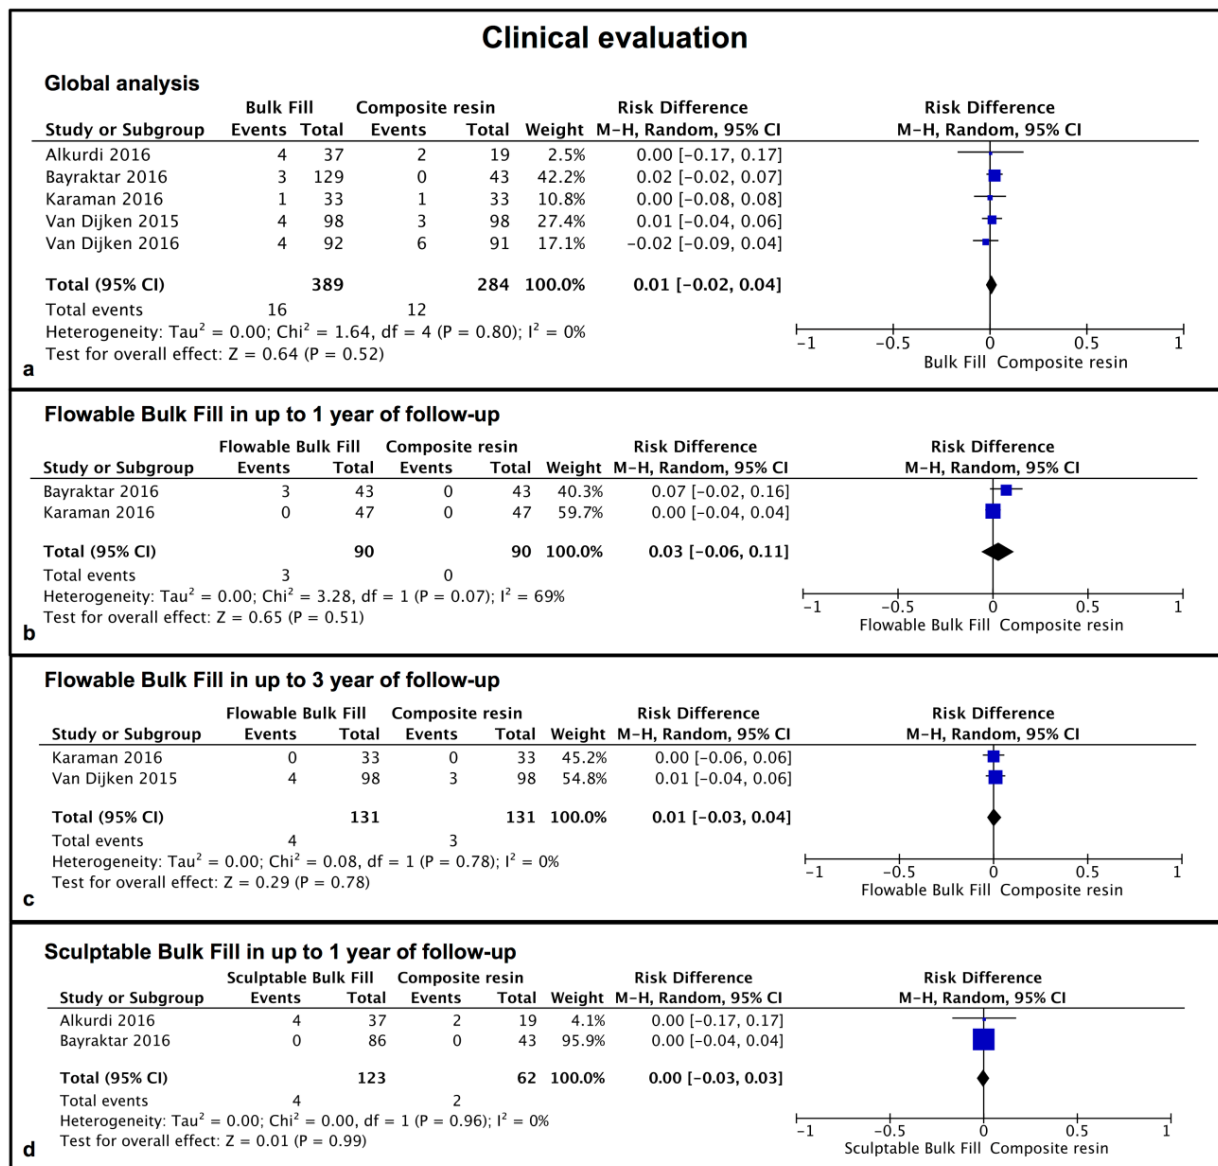 Clinical evaluation
Global analysis
Bulk Fill Composite resin Risk Difference Risk Difference
Study or Subgroup Events Total Events Total Weight M-H, Random, 95% CI M-H, Random, 95% CI
Alkurdi 2016 4 37 2 19 2.5% 0.00 [-0.17, 0.17]
Bayraktar 2016 3 129 0 43 42.2% 0.02 [-0.02, 0.07]
Karaman 2016 1 33 1 33 10.8% 0.00 [-0.08, 0.08]
Van Dijken 2015 4 98 3 98 27.4% 0.01 [-0.04, 0.06]
Van Dijken 2016 4 92 6 91 17.1% -0.02 [-0.09, 0.04]
Total (95% CI) 389 284 100.0% 0.01 [-0.02, 0.04]
Total events 16 12
Heterogeneity: Tau² = 0.00; Chi² = 1.64, df = 4 (P = 0.80); I² = 0%
Test for overall effect: Z = 0.64 (P = 0.52)
-1 -0.5 0 0.5 1
Bulk Fill Composite resin
a
Flowable Bulk Fill in up to 1 year of follow-up
Flowable Bulk Fill Composite resin Risk Difference Risk Difference
Study or Subgroup Events Total Events Total Weight M-H, Random, 95% CI M-H, Random, 95% CI
Bayraktar 2016 3 43 0 43 40.3% 0.07 [-0.02, 0.16]
Karaman 2016 0 47 0 47 59.7% 0.00 [-0.04, 0.04]
Total (95% CI) 90 90 100.0% 0.03 [-0.06, 0.11]
Total events 3 0
Heterogeneity: Tau² = 0.00; Chi² = 3.28, df = 1 (P = 0.07); I² = 69%
Test for overall effect: Z = 0.65 (P = 0.51)
-1 -0.5 0 0.5 1
Flowable Bulk Fill Composite resin
b
Flowable Bulk Fill in up to 3 year of follow-up
Flowable Bulk Fill Composite resin Risk Difference Risk Difference
Study or Subgroup Events Total Events Total Weight M-H, Random, 95% CI M-H, Random, 95% CI
Karaman 2016 0 33 0 33 45.2% 0.00 [-0.06, 0.06]
Van Dijken 2015 4 98 3 98 54.8% 0.01 [-0.04, 0.06]
Total (95% CI) 131 131 100.0% 0.01 [-0.03, 0.04]
Total events 4 3
Heterogeneity: Tau² = 0.00; Chi² = 0.08, df = 1 (P = 0.78); I² = 0%
Test for overall effect: Z = 0.29 (P = 0.78)
-1 -0.5 0 0.5 1
Flowable Bulk Fill Composite resin
c
Sculptable Bulk Fill in up to 1 year of follow-up
Sculptable Bulk Fill Composite resin Risk Difference Risk Difference
Study or Subgroup Events Total Events Total Weight M-H, Random, 95% CI M-H, Random, 95% CI
Alkurdi 2016 4 37 2 19 4.1% 0.00 [-0.17, 0.17]
Bayraktar 2016 0 86 0 43 95.9% 0.00 [-0.04, 0.04]
Total (95% CI) 123 62 100.0% 0.00 [-0.03, 0.03]
Total events 4 2
Heterogeneity: Tau² = 0.00; Chi² = 0.00, df = 1 (P = 0.96); I² = 0%
Test for overall effect: Z = 0.01 (P = 0.99)
-1 -0.5 0 0.5 1
Sculptable Bulk Fill Composite resin
d